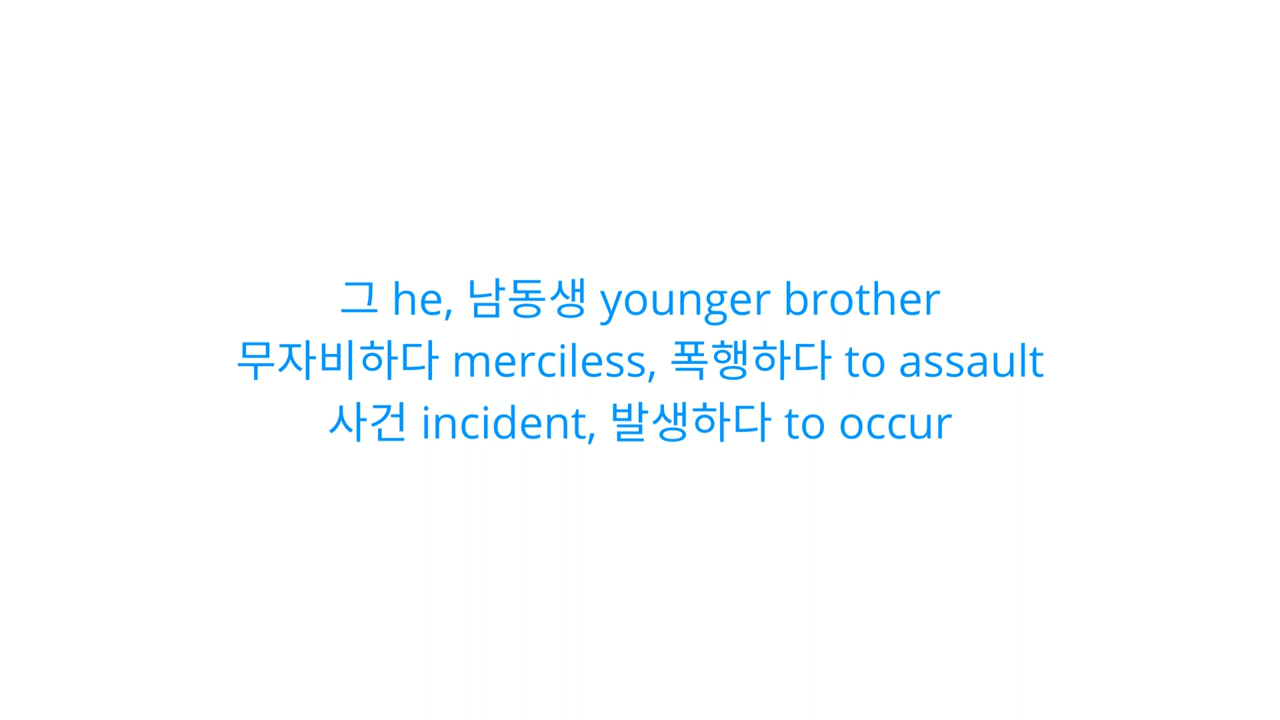 그 he, 남동생 younger brother
무자비하다 merciless, 폭행하다 to assault
사건 incident, 발생하다 to occur